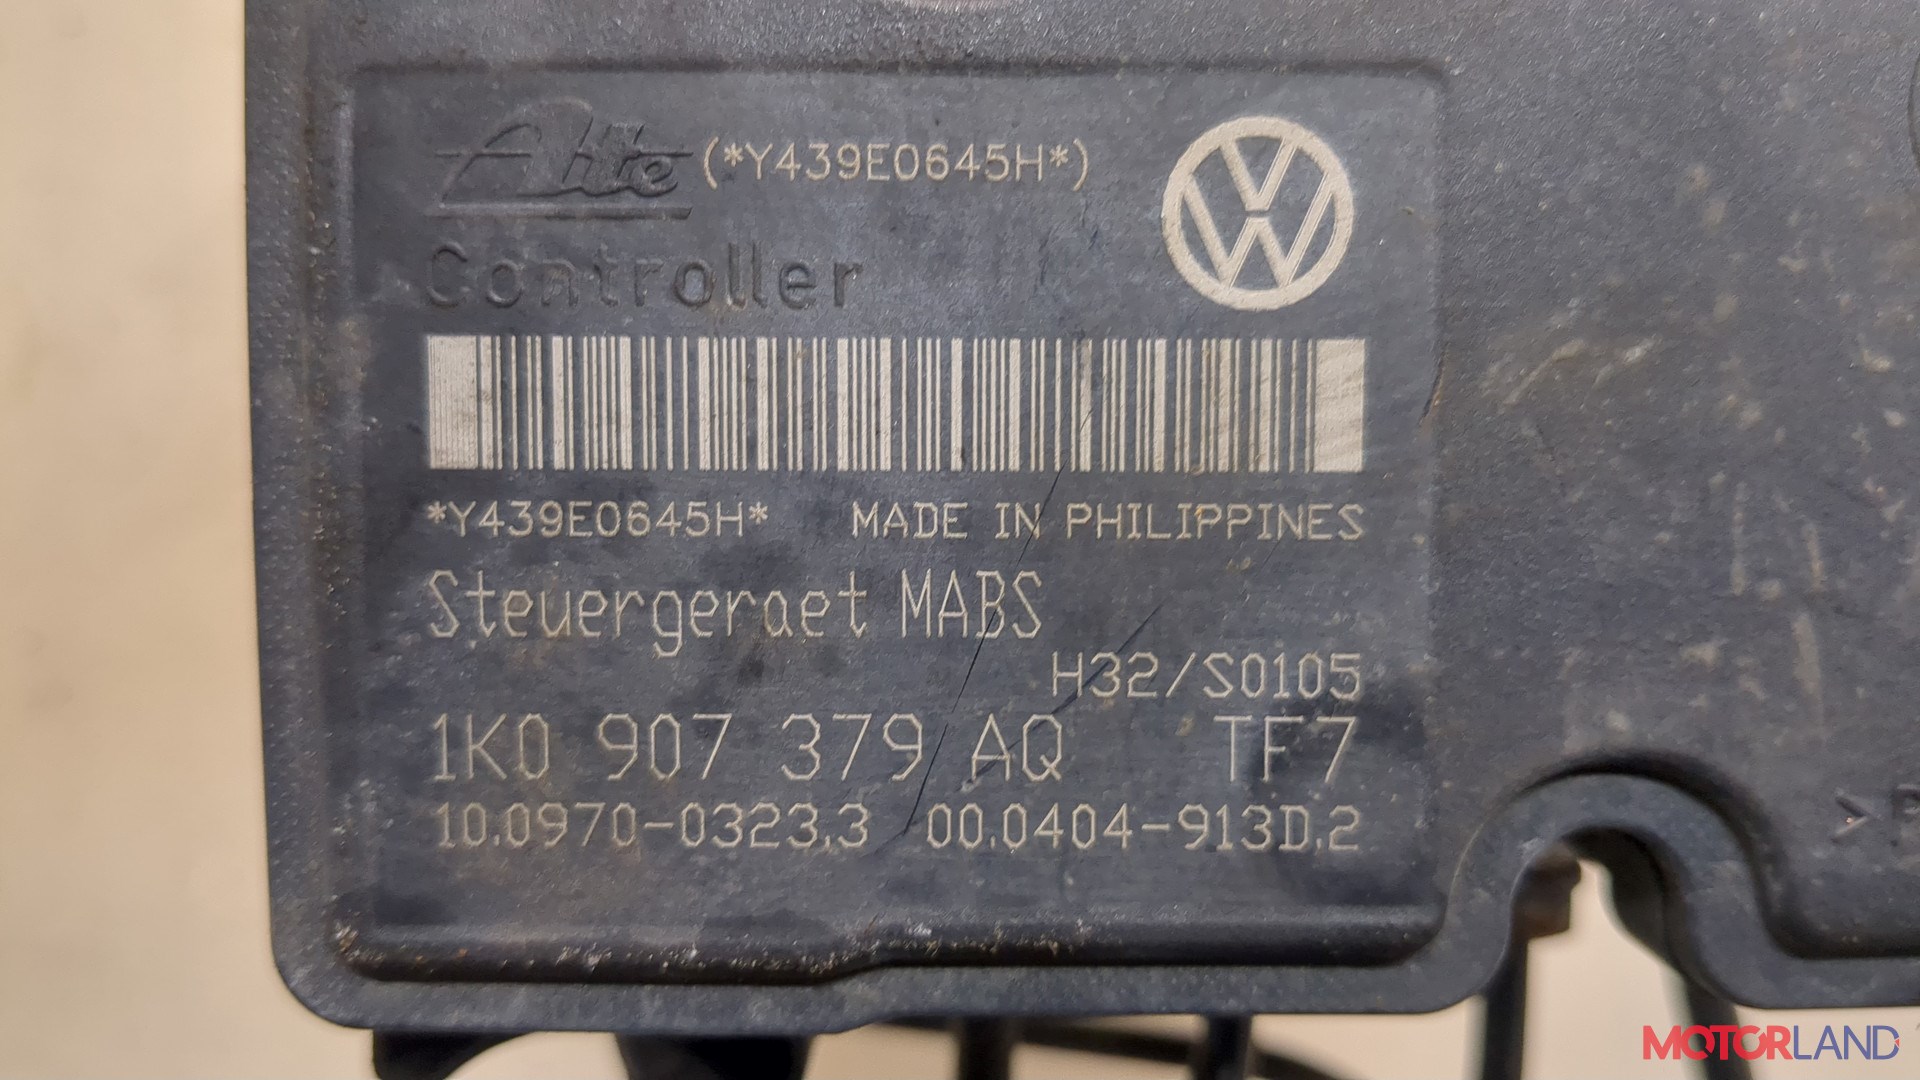 Ate (*Y439E0645H*)
Controller
*Y439E0645H* MADE IN PHILIPPINES
Steuergeraet MABS
H32/S0105
1K0 907 379 AQ TF7
10.0970-0323.3 00.0404-913D.2
>P
MOTORLAND